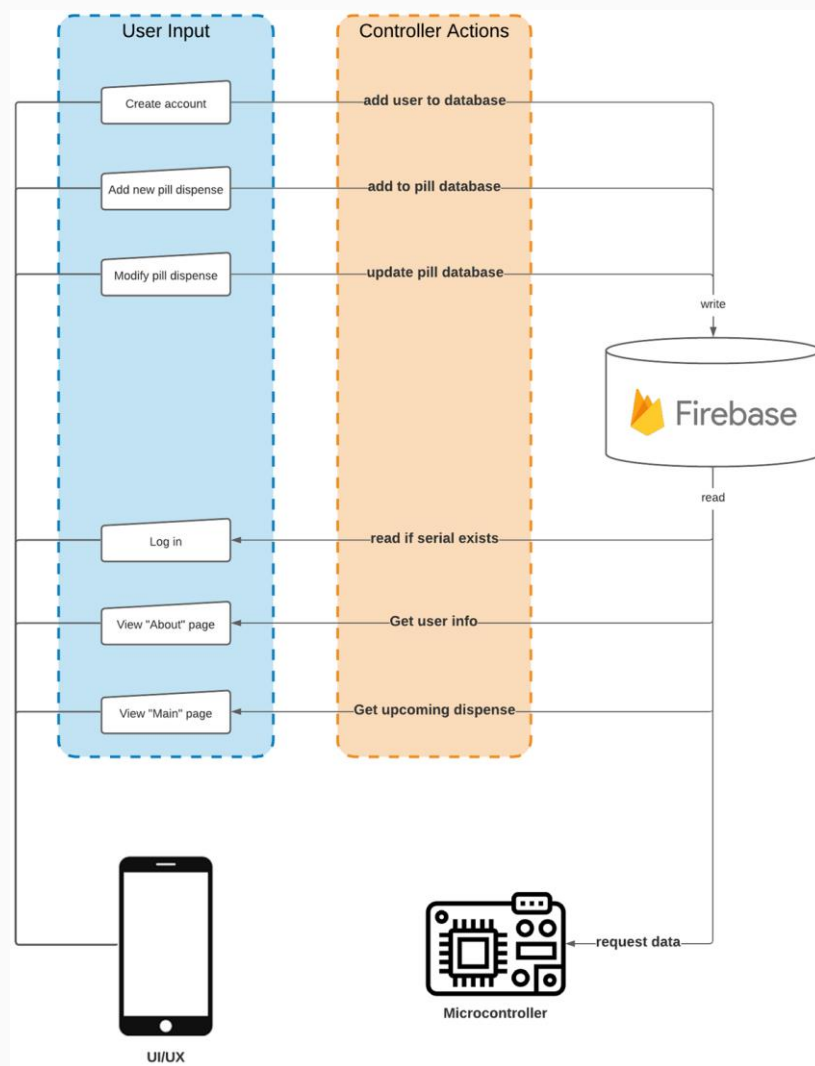 User Input
Controller Actions
Create account
add user to database
Add new pill dispense
add to pill database
Modify pill dispense
update pill database
write
Firebase
read
Log in
read if serial exists
View "About" page
Get user info
View "Main" page
Get upcoming dispense
request data
Microcontroller
UI/UX